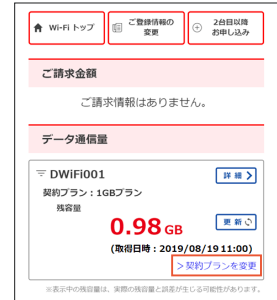 Wi-Fi トップ
ご登録情報の
変更
2台目以降
お申し込み
ご請求金額
ご請求情報はありません。
データ通信量
DWiFi001
詳細
契約プラン：1GBプラン
残容量
0.98 GB
更新
(取得日時：2019/08/19 11:00)
＞契約プランを変更
※表示中の残容量は、実際の残容量と誤差が生じる可能性があります。